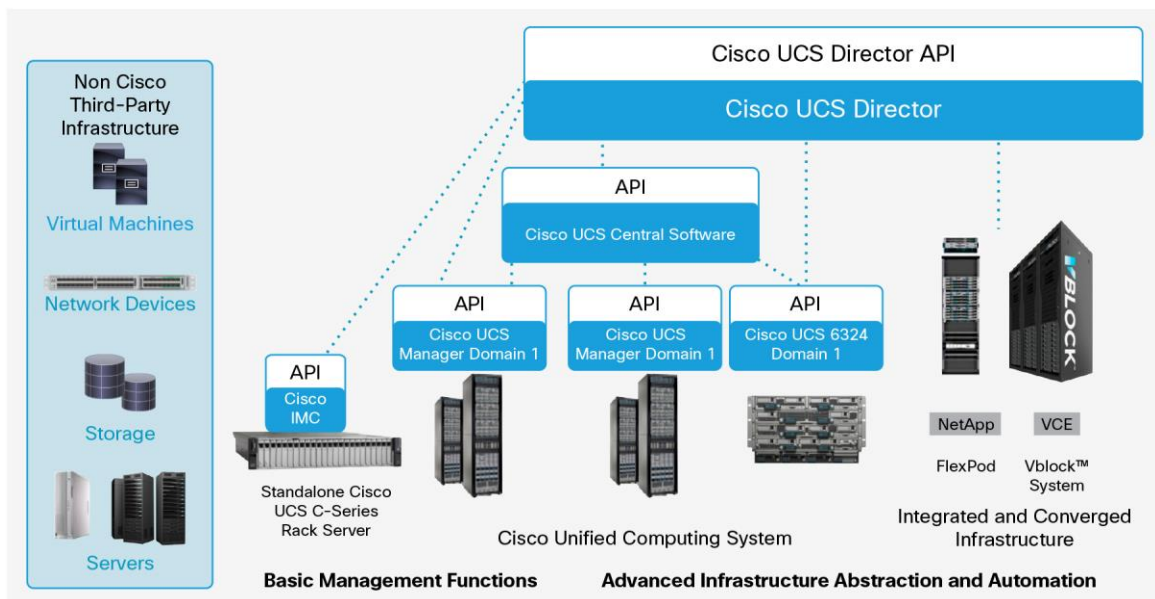 Cisco UCS Director API
Cisco UCS Director
Non Cisco
Third-Party
Infrastructure
Virtual Machines
Network Devices
Storage
Servers
API
Cisco UCS Central Software
API
Cisco UCS
Manager Domain 1
API
Cisco UCS
Manager Domain 1
API
Cisco UCS 6324
Domain 1
API
Cisco
IMC
Standalone Cisco
UCS C-Series
Rack Server
Cisco Unified Computing System
VBLOCK
NetApp
VCE
FlexPod
Vblock™
System
Integrated and Converged
Infrastructure
Basic Management Functions
Advanced Infrastructure Abstraction and Automation